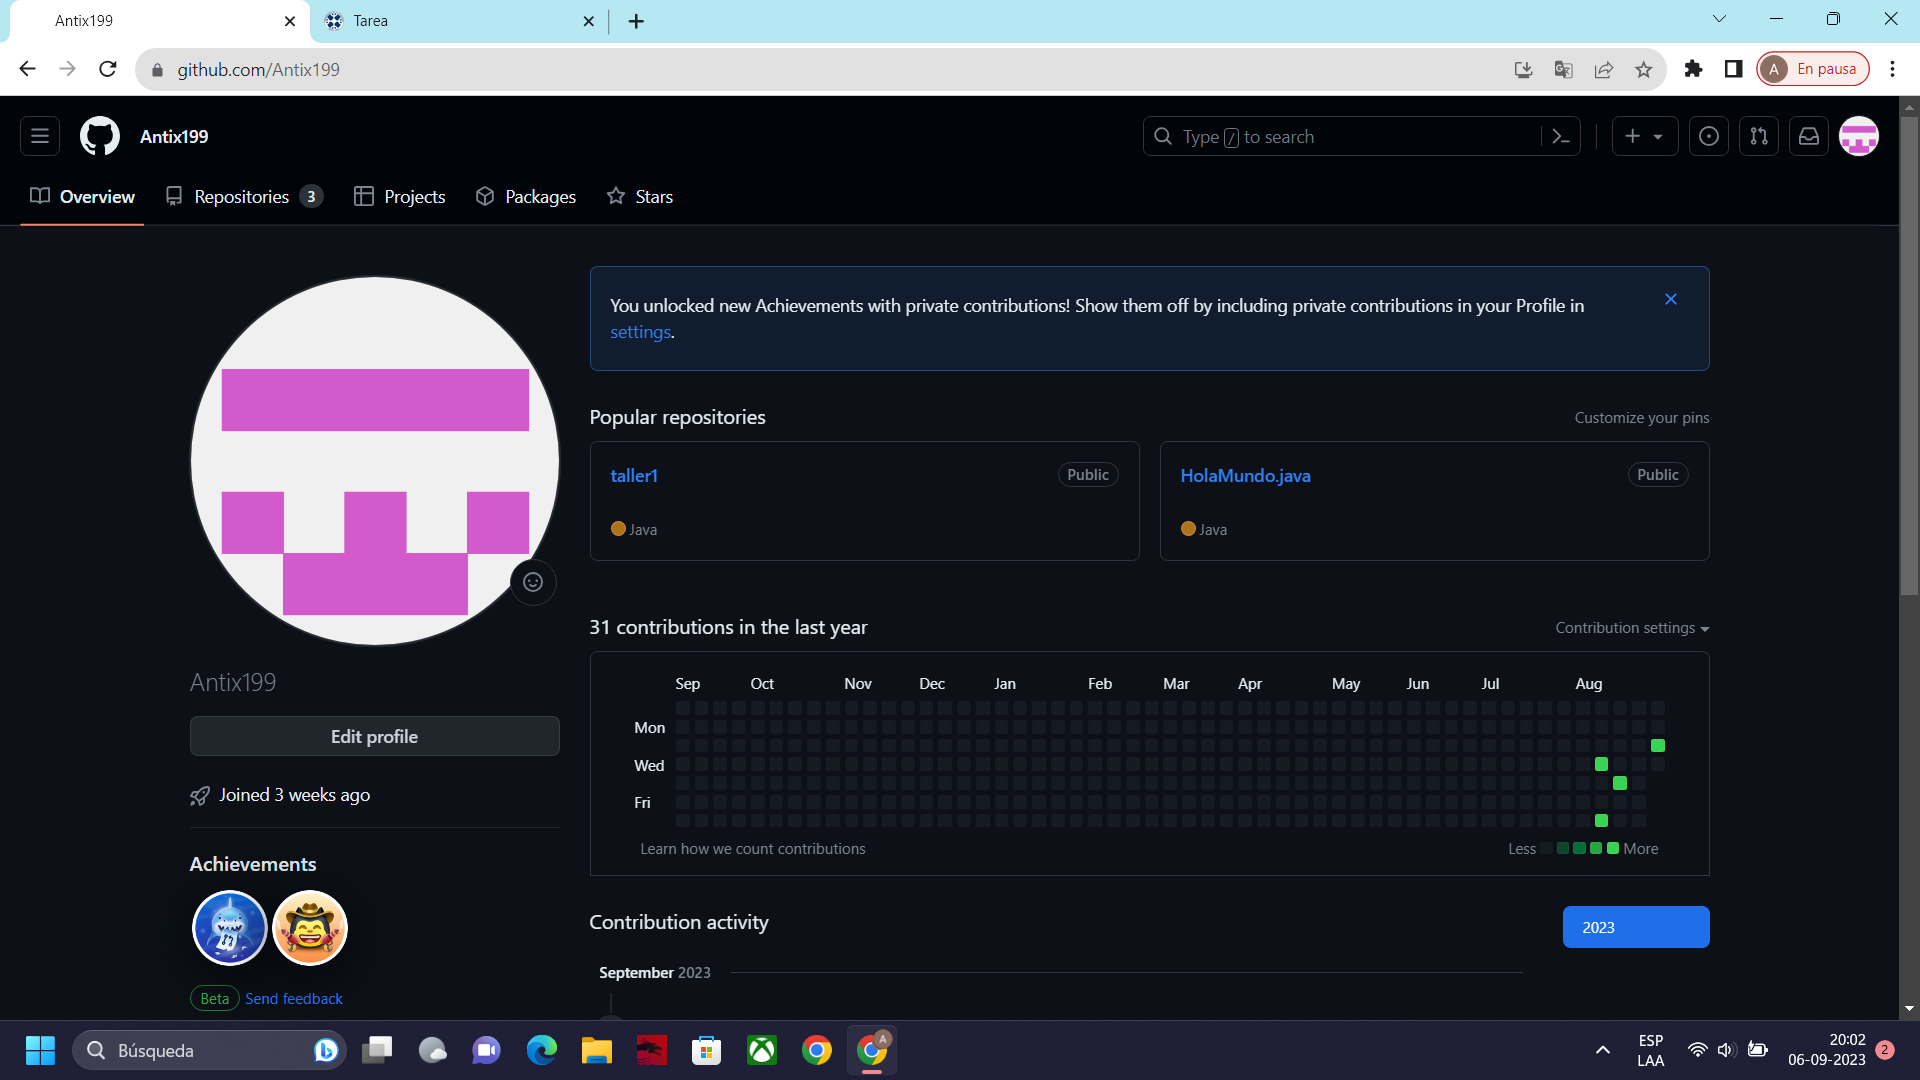 Antix199
Tarea
github.com/Antix199
A
En pausa
Antix199
Type / to search
Overview
Repositories 3
Projects
Packages
Stars
You unlocked new Achievements with private contributions! Show them off by including private contributions in your Profile in
settings.
Popular repositories
Customize your pins
taller1
Public
Java
HolaMundo.java
Public
Java
31 contributions in the last year
Contribution settings
Sep Oct Nov Dec Jan Feb Mar Apr May Jun Jul Aug
Mon
Wed
Fri
Learn how we count contributions
Less
More
Antix199
Edit profile
Joined 3 weeks ago
Achievements
Beta Send feedback
Contribution activity
2023
September 2023
Búsqueda
A
ESP
LAA
20:02
06-09-2023
2